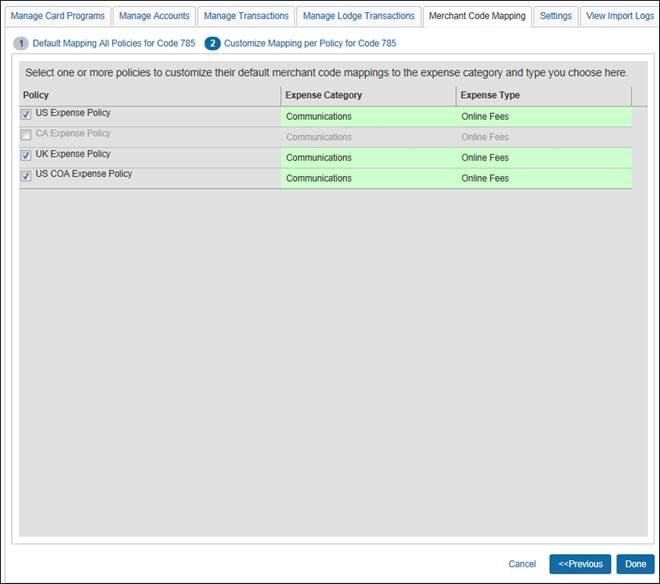 Manage Card Programs Manage Accounts Manage Transactions Manage Lodge Transactions Merchant Code Mapping Settings View Import Logs
1 Default Mapping All Policies for Code 785 2 Customize Mapping per Policy for Code 785
Select one or more policies to customize their default merchant code mappings to the expense category and type you choose here.
Policy Expense Category Expense Type
US Expense Policy Communications Online Fees
CA Expense Policy Communications Online Fees
UK Expense Policy Communications Online Fees
US COA Expense Policy Communications Online Fees
Cancel <<Previous Done